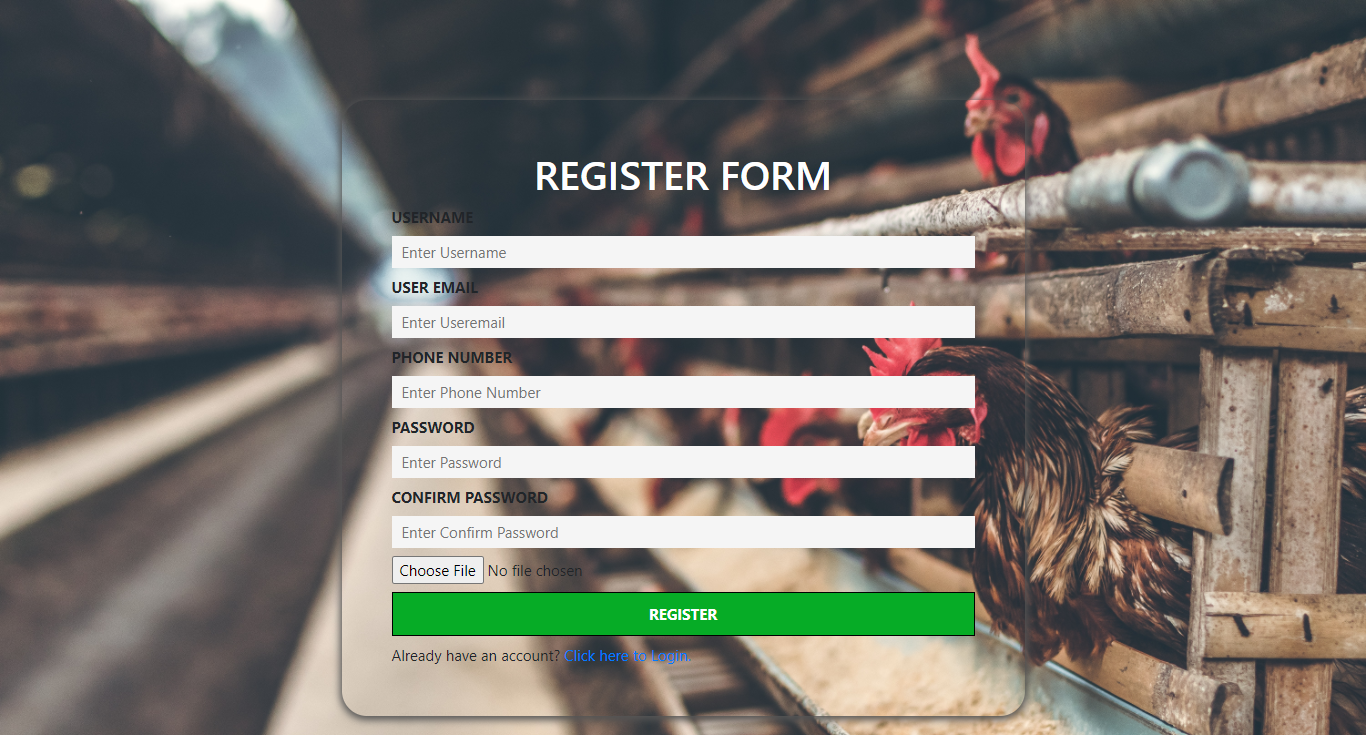 REGISTER FORM
USERNAME
Enter Username
USER EMAIL
Enter Useremail
PHONE NUMBER
Enter Phone Number
PASSWORD
Enter Password
CONFIRM PASSWORD
Enter Confirm Password
Choose File No file chosen
REGISTER
Already have an account? Click here to Login.